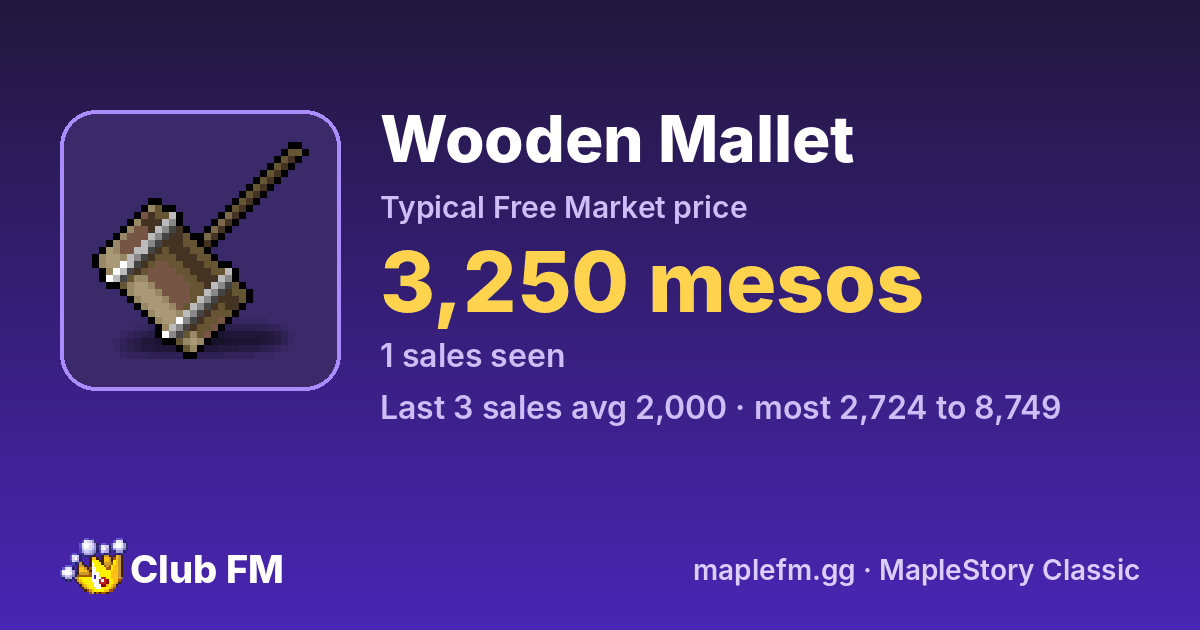 Wooden Mallet
Typical Free Market price
3,250 mesos
1 sales seen
Last 3 sales avg 2,000 · most 2,724 to 8,749
Club FM
maplefm.gg · MapleStory Classic